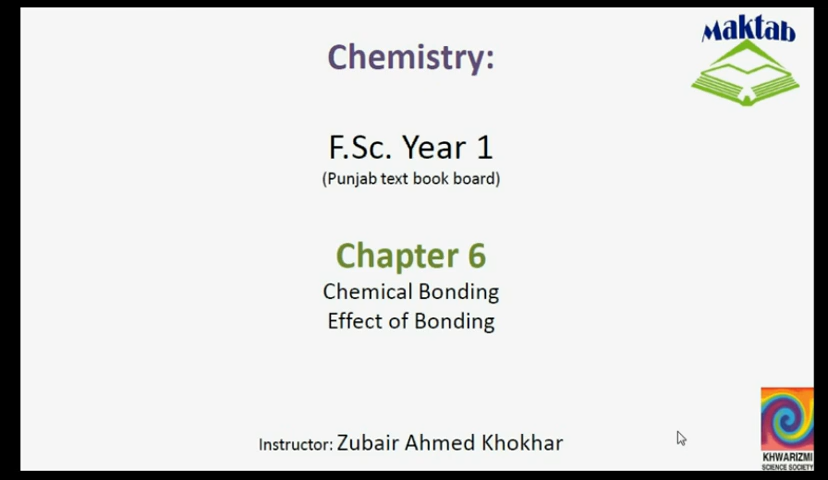 Maktab
Chemistry:
F.Sc. Year 1
(Punjab text book board)
Chapter 6
Chemical Bonding
Effect of Bonding
Instructor: Zubair Ahmed Khokhar
KHWARIZMI
SCIENCE SOCIETY